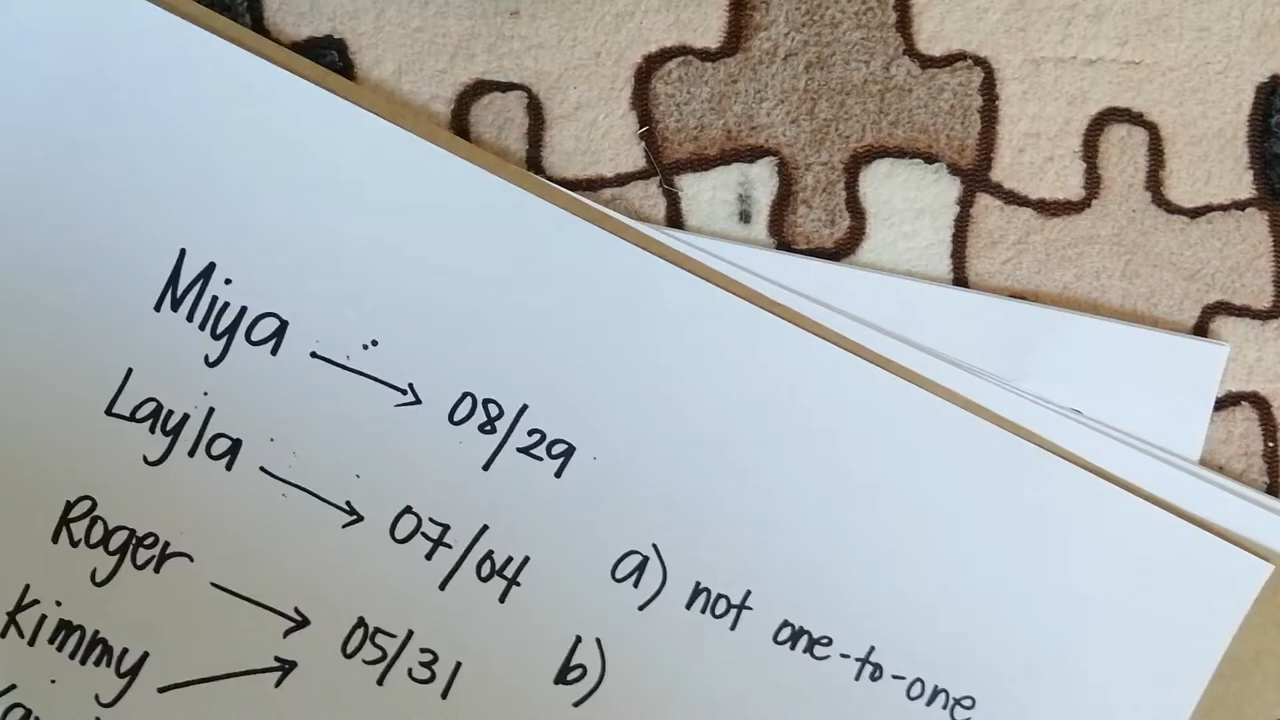 Miya → 08/29
Layla → 07/04
Roger → 05/31
Kimmy →
a) not one-to-one
b)